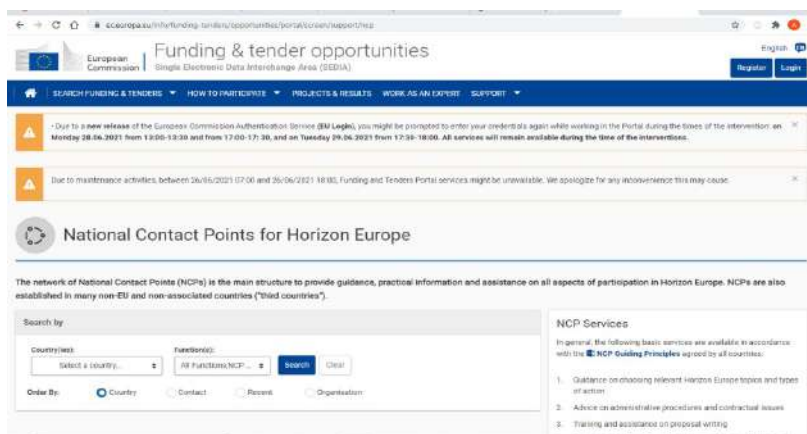 European
Commission
Funding & tender opportunities
Single Electronic Data Interchange Area (SEDIA)
English EN
Register Login
SEARCH FUNDING & TENDERS HOW TO PARTICIPATE PROJECTS & RESULTS WORK AS AN EXPERT SUPPORT
- Due to a new release of the European Commission Authentication Service (EU Login), you might be prompted to enter your credentials again while working in the Portal during the times of the intervention: on
Monday 28.06.2021 from 13:00-13:30 and from 17:00-17:30, and on Tuesday 29.06.2021 from 17:30-18:00. All services will remain available during the time of the interventions.
Due to maintenance activities, between 26/06/2021 07:00 and 26/06/2021 18:00, Funding and Tenders Portal services might be unavailable. We apologize for any inconvenience this may cause.
National Contact Points for Horizon Europe
The network of National Contact Points (NCPs) is the main structure to provide guidance, practical information and assistance on all aspects of participation in Horizon Europe. NCPs are also
established in many non-EU and non-associated countries ("third countries").
Search by
Country(ies):
Function(s):
Select a country...
All Functions,NCP ...
Search
Clear
Order By:
Country
Contact
Recent
Organisation
NCP Services
In general, the following basic services are available in accordance
with the NCP Guiding Principles agreed by all countries:
1. Guidance on choosing relevant Horizon Europe topics and types
of action
2. Advice on administrative procedures and contractual issues
3. Training and assistance on proposal writing